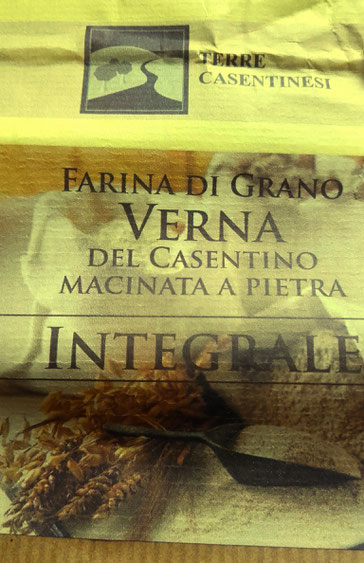 TERRE
CASENTINESI
FARINA DI GRANO
VERNA
DEL CASENTINO
MACINATA A PIETRA
INTEGRALE